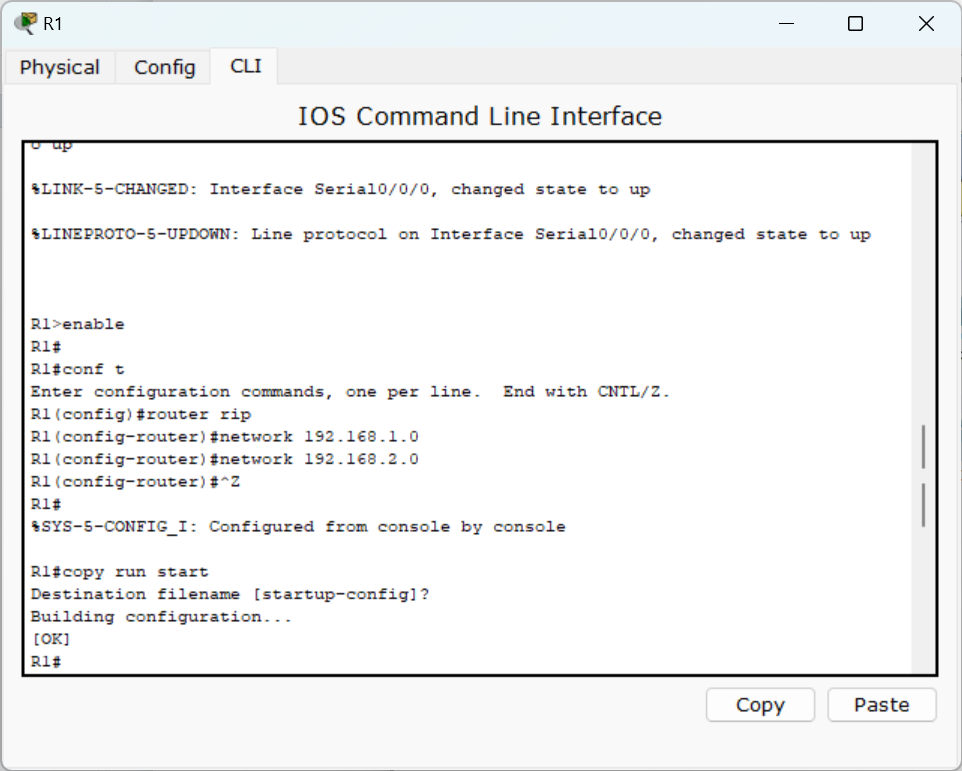 R1
Physical Config CLI
IOS Command Line Interface
o up
%LINK-5-CHANGED: Interface Serial0/0/0, changed state to up
%LINEPROTO-5-UPDOWN: Line protocol on Interface Serial0/0/0, changed state to up
R1>enable
R1#
R1#conf t
Enter configuration commands, one per line.  End with CNTL/Z.
R1(config)#router rip
R1(config-router)#network 192.168.1.0
R1(config-router)#network 192.168.2.0
R1(config-router)#^Z
R1#
%SYS-5-CONFIG_I: Configured from console by console
R1#copy run start
Destination filename [startup-config]?
Building configuration...
[OK]
R1#
Copy Paste